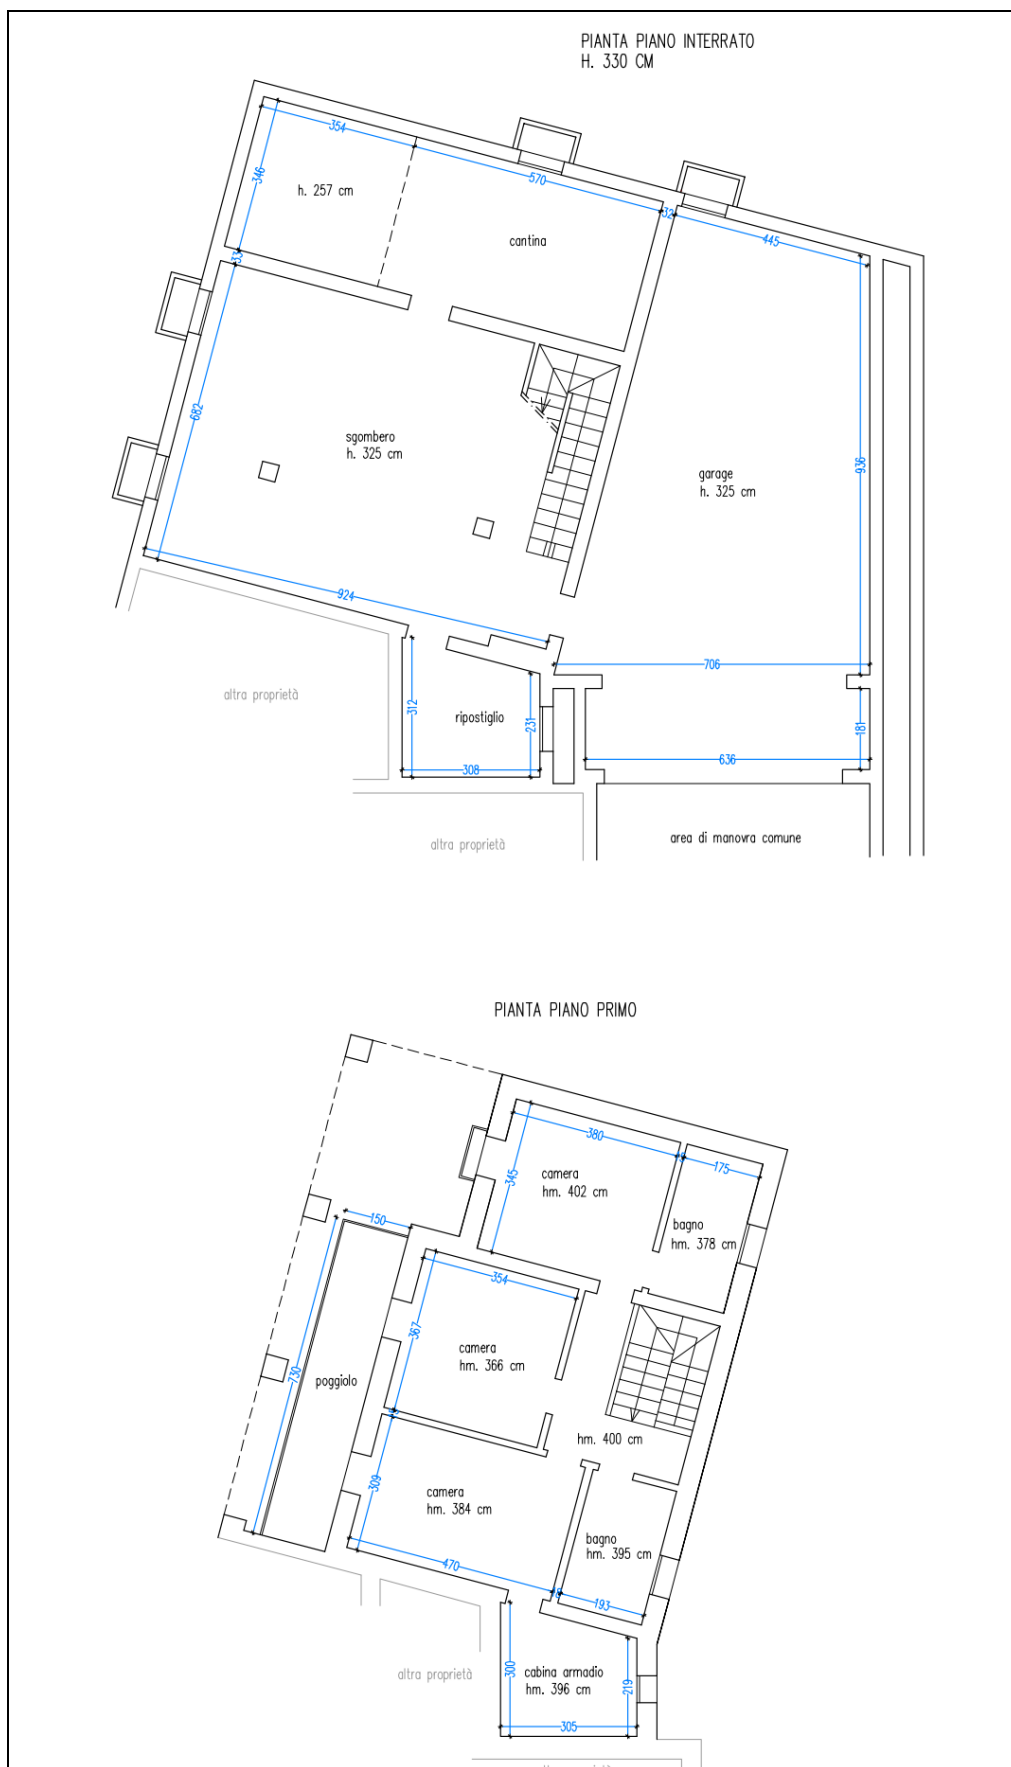 PIANTA PIANO INTERRATO
H. 330 CM
354
346
h. 257 cm
570
32
445
cantina
33
682
sgombero
h. 325 cm
936
garage
h. 325 cm
924
706
altra proprietà
312
ripostiglio
231
181
308
636
altra proprietà
area di manovra comune
PIANTA PIANO PRIMO
380
175
345
camera
hm. 402 cm
bagno
hm. 378 cm
150
354
367
camera
hm. 366 cm
730
poggiolo
hm. 400 cm
309
camera
hm. 384 cm
bagno
hm. 395 cm
470
18
193
altra proprietà
300
cabina armadio
hm. 396 cm
219
305